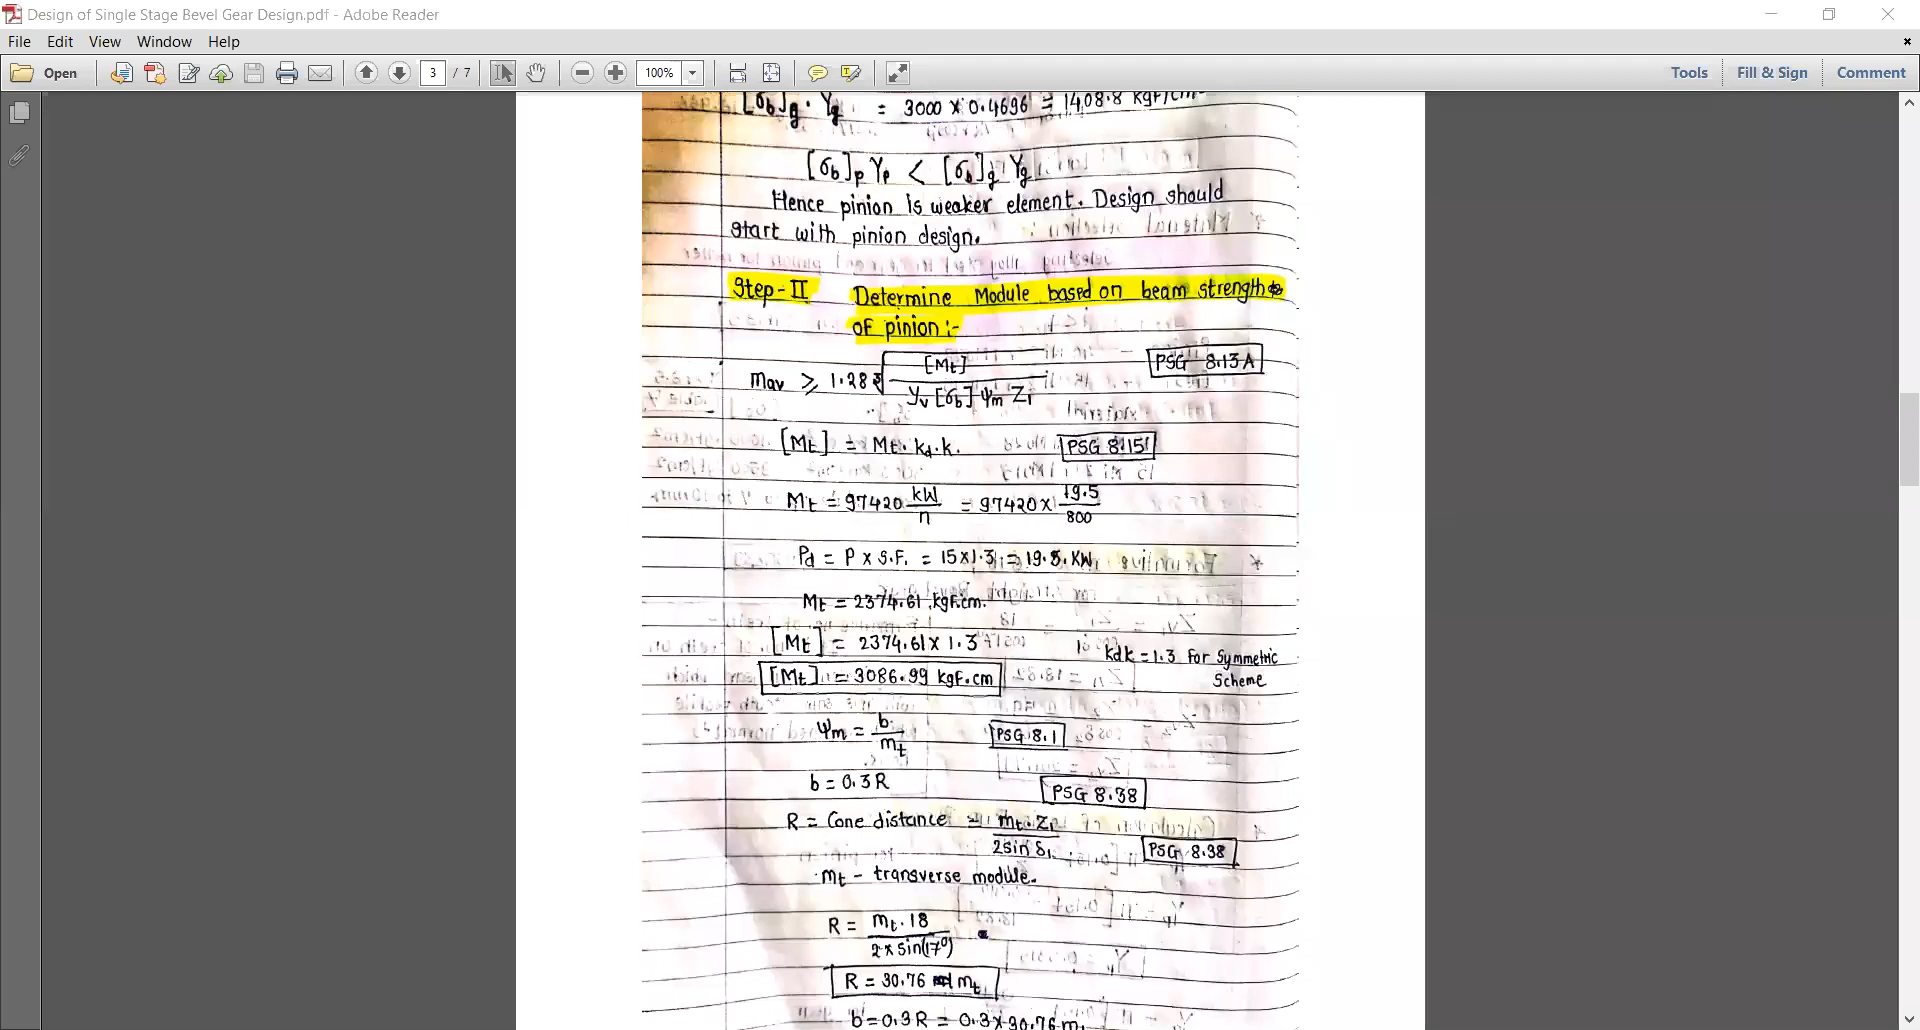 Design of Single Stage Bevel Gear Design.pdf - Adobe Reader
File Edit View Window Help
Open 3 / 7 100% Tools Fill & Sign Comment
[σb]g · Yg = 3000 × 0.4696 = 1408.8 kgf/cm
[σb]p Yp < [σb]g Yg
Hence pinion is weaker element. Design should
start with pinion design.
Step-II Determine Module based on beam strength
of pinion :-
mav ≥ 1.28 ∛([Mt] / yv [σb] ψm Z1) PSG 8.13A
[Mt] = Mt · kd · k. PSG 8.15
Mt = 97420 kW/n = 97420 × 19.5/800
Pd = P × S.F. = 15 × 1.3 = 19.5 KW
Mt = 2374.61 kgf.cm.
[Mt] = 2374.61 × 1.3 kdk = 1.3 For Symmetric
Scheme
[Mt] = 3086.99 kgf.cm
ψm = b/mt PSG 8.1
b = 0.3 R PSG 8.38
R = Cone distance = mt · Z1 / 2 sin δ1 PSG 8.38
mt - transverse module.
R = mt · 18 / 2 × sin(17°)
R = 30.76 mt
b = 0.3 R = 0.3 × 30.76 m